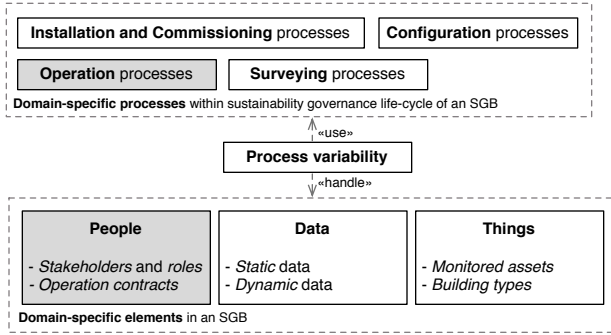 Installation and Commissioning processes
Configuration processes
Operation processes
Surveying processes
Domain-specific processes within sustainability governance life-cycle of an SGB
«use»
Process variability
«handle»
People
- Stakeholders and roles
- Operation contracts
Data
- Static data
- Dynamic data
Things
- Monitored assets
- Building types
Domain-specific elements in an SGB